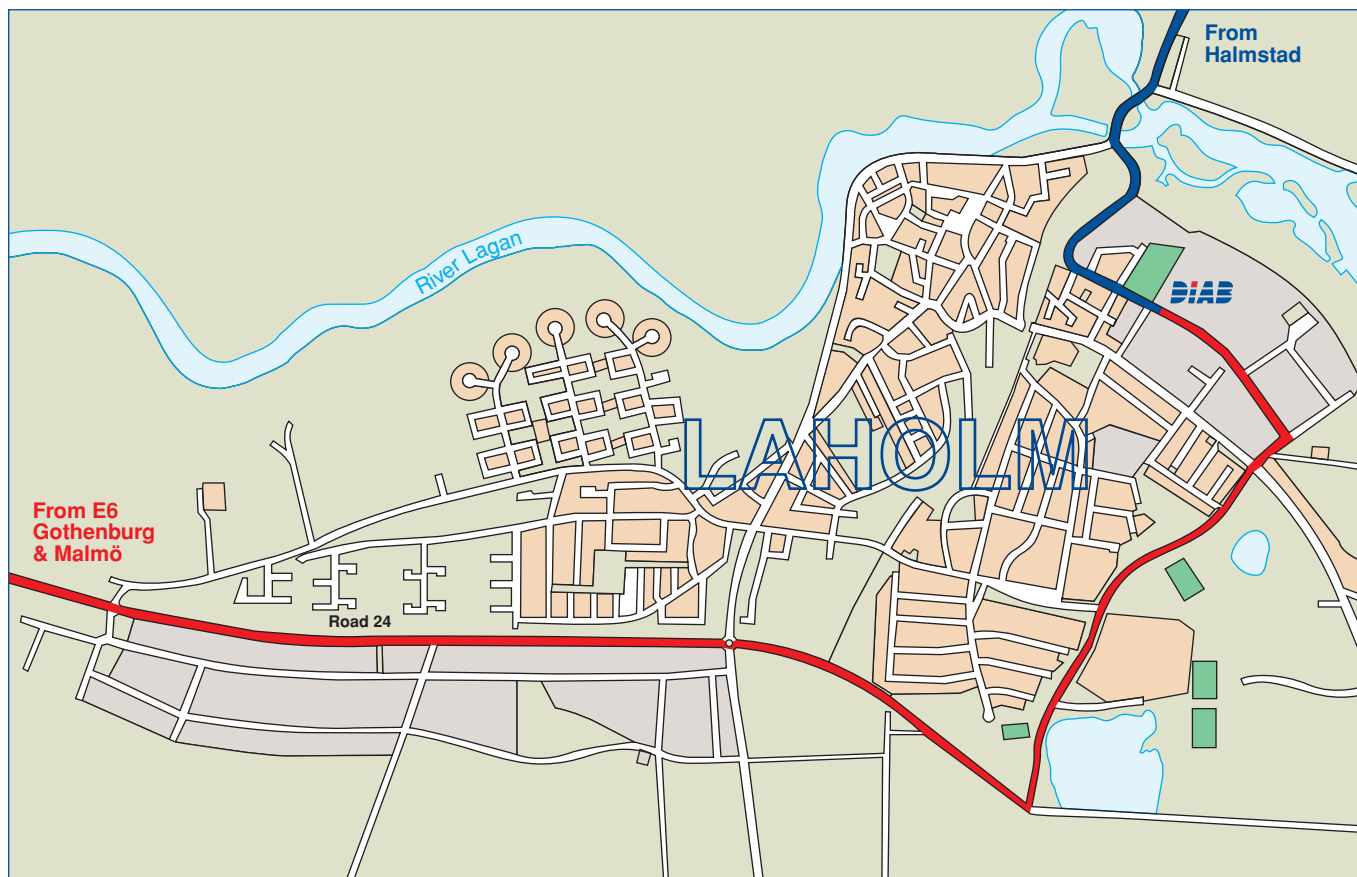 From
Halmstad
River Lagan
DIAB
LAHOLM
From E6
Gothenburg
& Malmö
Road 24